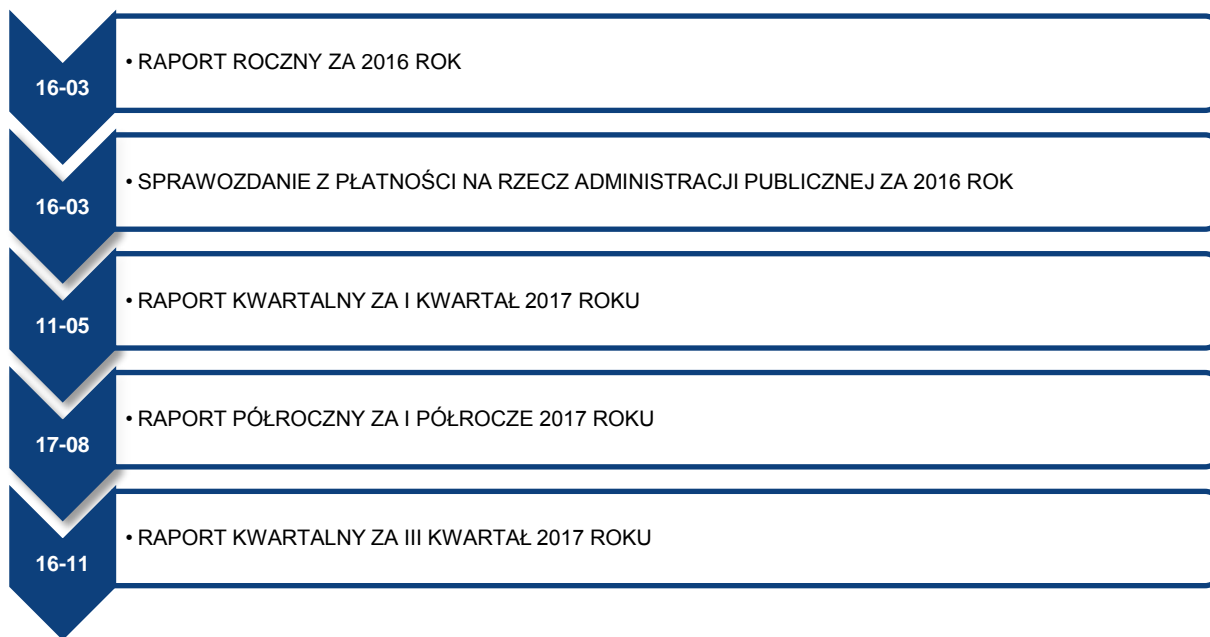 16-03
• RAPORT ROCZNY ZA 2016 ROK
16-03
• SPRAWOZDANIE Z PŁATNOŚCI NA RZECZ ADMINISTRACJI PUBLICZNEJ ZA 2016 ROK
11-05
• RAPORT KWARTALNY ZA I KWARTAŁ 2017 ROKU
17-08
• RAPORT PÓŁROCZNY ZA I PÓŁROCZE 2017 ROKU
16-11
• RAPORT KWARTALNY ZA III KWARTAŁ 2017 ROKU